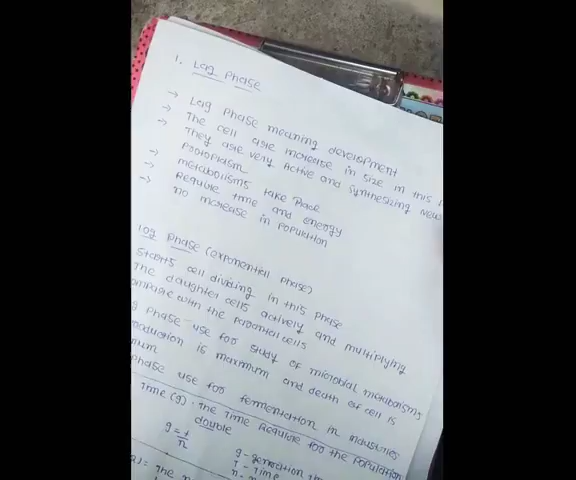 1. Lag Phase
→ Lag Phase meaning development
→ The cell are increase in size in this
→ They are very Active and synthesizing new
Protoplasm
→ metabolisms take Place
→ Require time and energy
no increase in Population
Log Phase (exponential phase)
starts cell dividing in this phase
The daughter cells actively and multiplying
compare with the parental cells
phase use for study of microbial metabolisms
production is maximum and death of cell is
mum
phase use for fermentation in industries
Time (g) - The Time Require for the Population
double
g = t/n
g - generation
t - Time
The